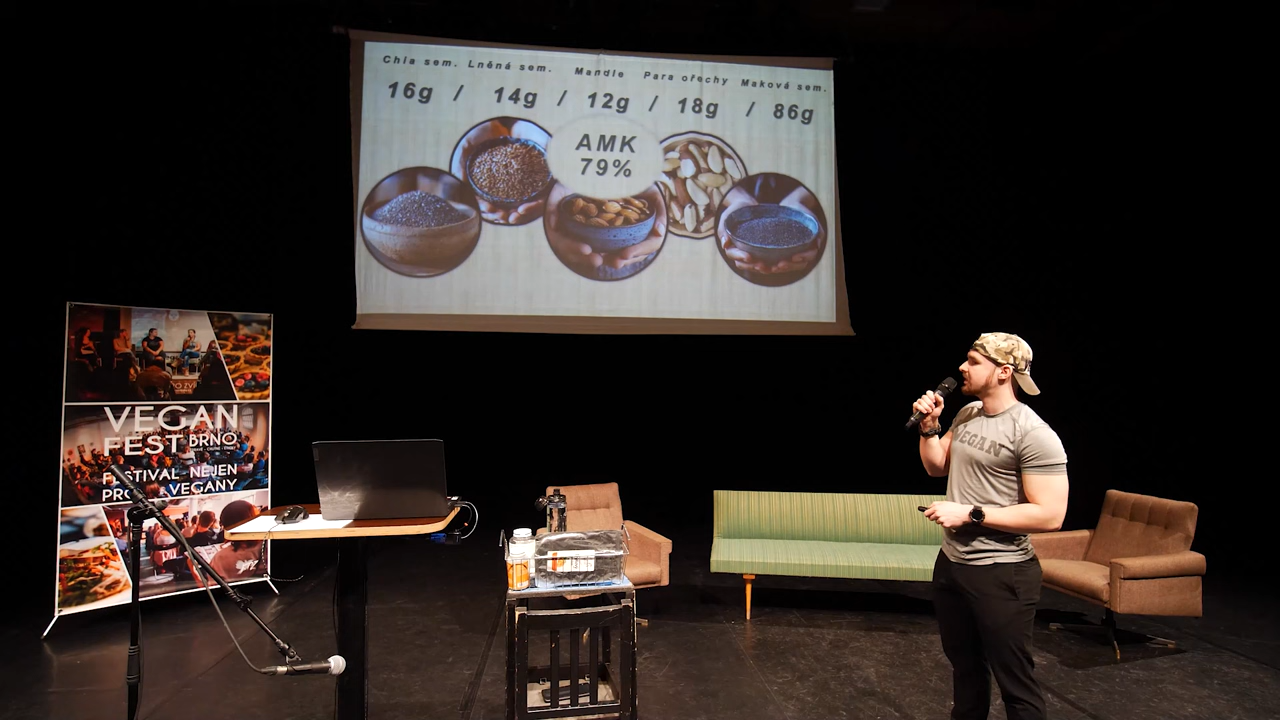 Chia sem. Lněná sem. Mandle Para ořechy Maková sem.
16g / 14g / 12g / 18g / 86g
AMK
79%
VEGAN
FEST BRNO
FESTIVAL NEJEN
PRO VEGANY
VEGAN